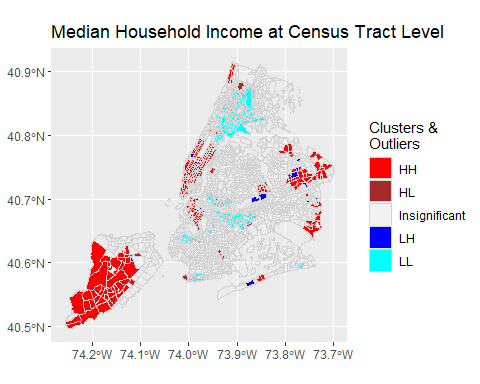 Median Household Income at Census Tract Level
40.9°N
40.8°N
40.7°N
40.6°N
40.5°N
74.2°W 74.1°W 74.0°W 73.9°W 73.8°W 73.7°W
Clusters &
Outliers
HH
HL
Insignificant
LH
LL